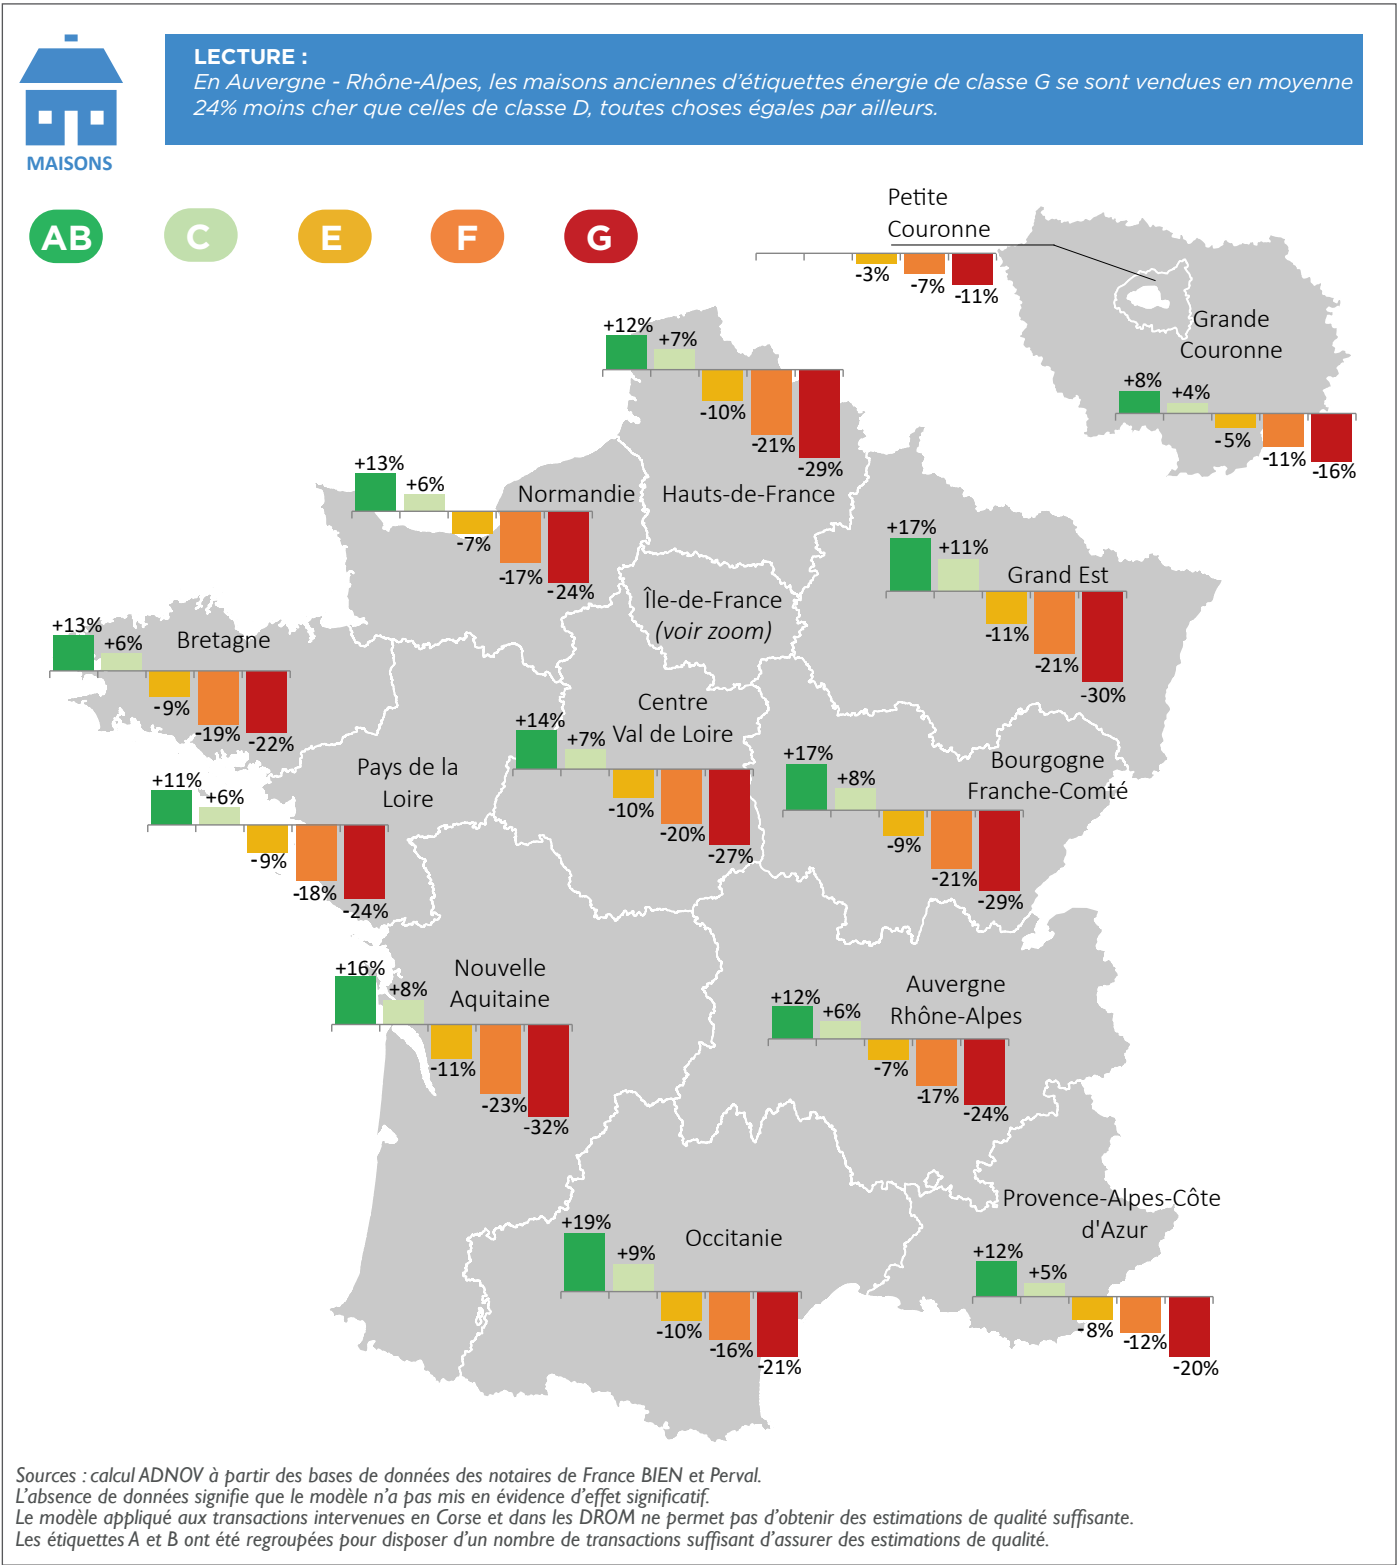 LECTURE :
En Auvergne - Rhône-Alpes, les maisons anciennes d'étiquettes énergie de classe G se sont vendues en moyenne
24% moins cher que celles de classe D, toutes choses égales par ailleurs.
MAISONS
AB
C
E
F
G
Petite
Couronne
-3%
-7%
-11%
Grande
Couronne
+8%
+4%
-5%
-11%
-16%
+12%
+7%
-10%
-21%
-29%
Hauts-de-France
+13%
+6%
-7%
-17%
-24%
Normandie
+17%
+11%
-11%
-21%
-30%
Grand Est
Île-de-France
(voir zoom)
+13%
+6%
-9%
-19%
-22%
Bretagne
Centre
Val de Loire
+14%
+7%
-10%
-20%
-27%
Bourgogne
Franche-Comté
+17%
+8%
-9%
-21%
-29%
Pays de la
Loire
+11%
+6%
-9%
-18%
-24%
Nouvelle
Aquitaine
+16%
+8%
-11%
-23%
-32%
Auvergne
Rhône-Alpes
+12%
+6%
-7%
-17%
-24%
Occitanie
+19%
+9%
-10%
-16%
-21%
Provence-Alpes-Côte
d'Azur
+12%
+5%
-8%
-12%
-20%
Sources : calcul ADNOV à partir des bases de données des notaires de France BIEN et Perval.
L'absence de données signifie que le modèle n'a pas mis en évidence d'effet significatif.
Le modèle appliqué aux transactions intervenues en Corse et dans les DROM ne permet pas d'obtenir des estimations de qualité suffisante.
Les étiquettes A et B ont été regroupées pour disposer d'un nombre de transactions suffisant d'assurer des estimations de qualité.